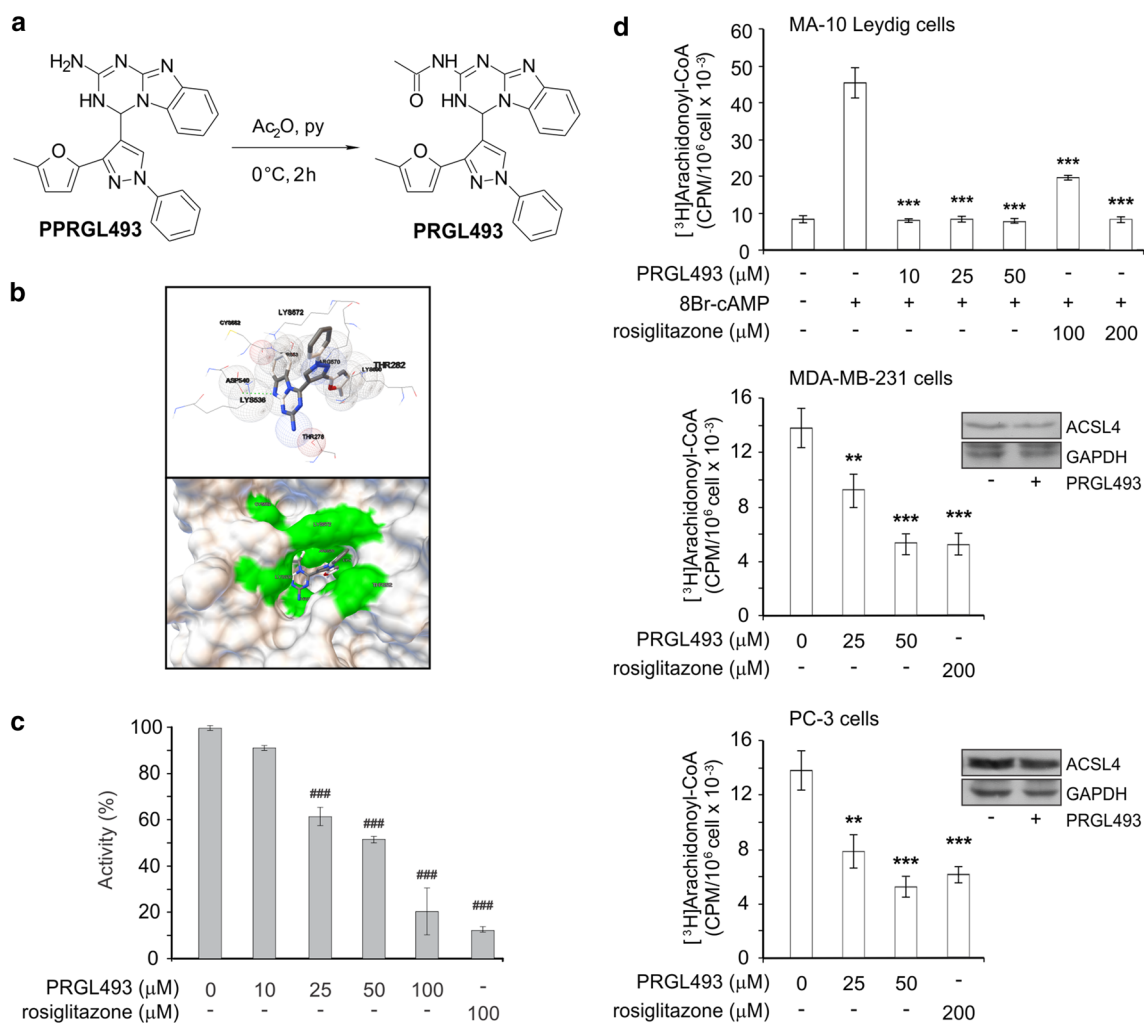 a
H₂N N N
HN N
O
N N
PPRGL493
Ac₂O, py
0°C, 2h
NH N N
O HN N
O
N N
PRGL493
b
LYS572
CYS562
ASP540
LYS536
THR282
THR278
c
Activity (%)
100
80
60
40
20
0
### ### ### ###
PRGL493 (µM) 0 10 25 50 100 -
rosiglitazone (µM) - - - - - 100
d
MA-10 Leydig cells
[³H]Arachidonoyl-CoA
(CPM/10⁶ cell x 10⁻³)
60
50
40
30
20
10
0
*** *** *** *** ***
PRGL493 (µM) - - 10 25 50 - -
8Br-cAMP - + + + + + +
rosiglitazone (µM) - - - - - 100 200
MDA-MB-231 cells
[³H]Arachidonoyl-CoA
(CPM/10⁶ cell x 10⁻³)
16
12
8
4
0
** *** ***
ACSL4
GAPDH
- + PRGL493
PRGL493 (µM) 0 25 50 -
rosiglitazone (µM) - - - 200
PC-3 cells
[³H]Arachidonoyl-CoA
(CPM/10⁶ cell x 10⁻³)
16
12
8
4
0
** *** ***
ACSL4
GAPDH
- + PRGL493
PRGL493 (µM) 0 25 50 -
rosiglitazone (µM) - - - 200